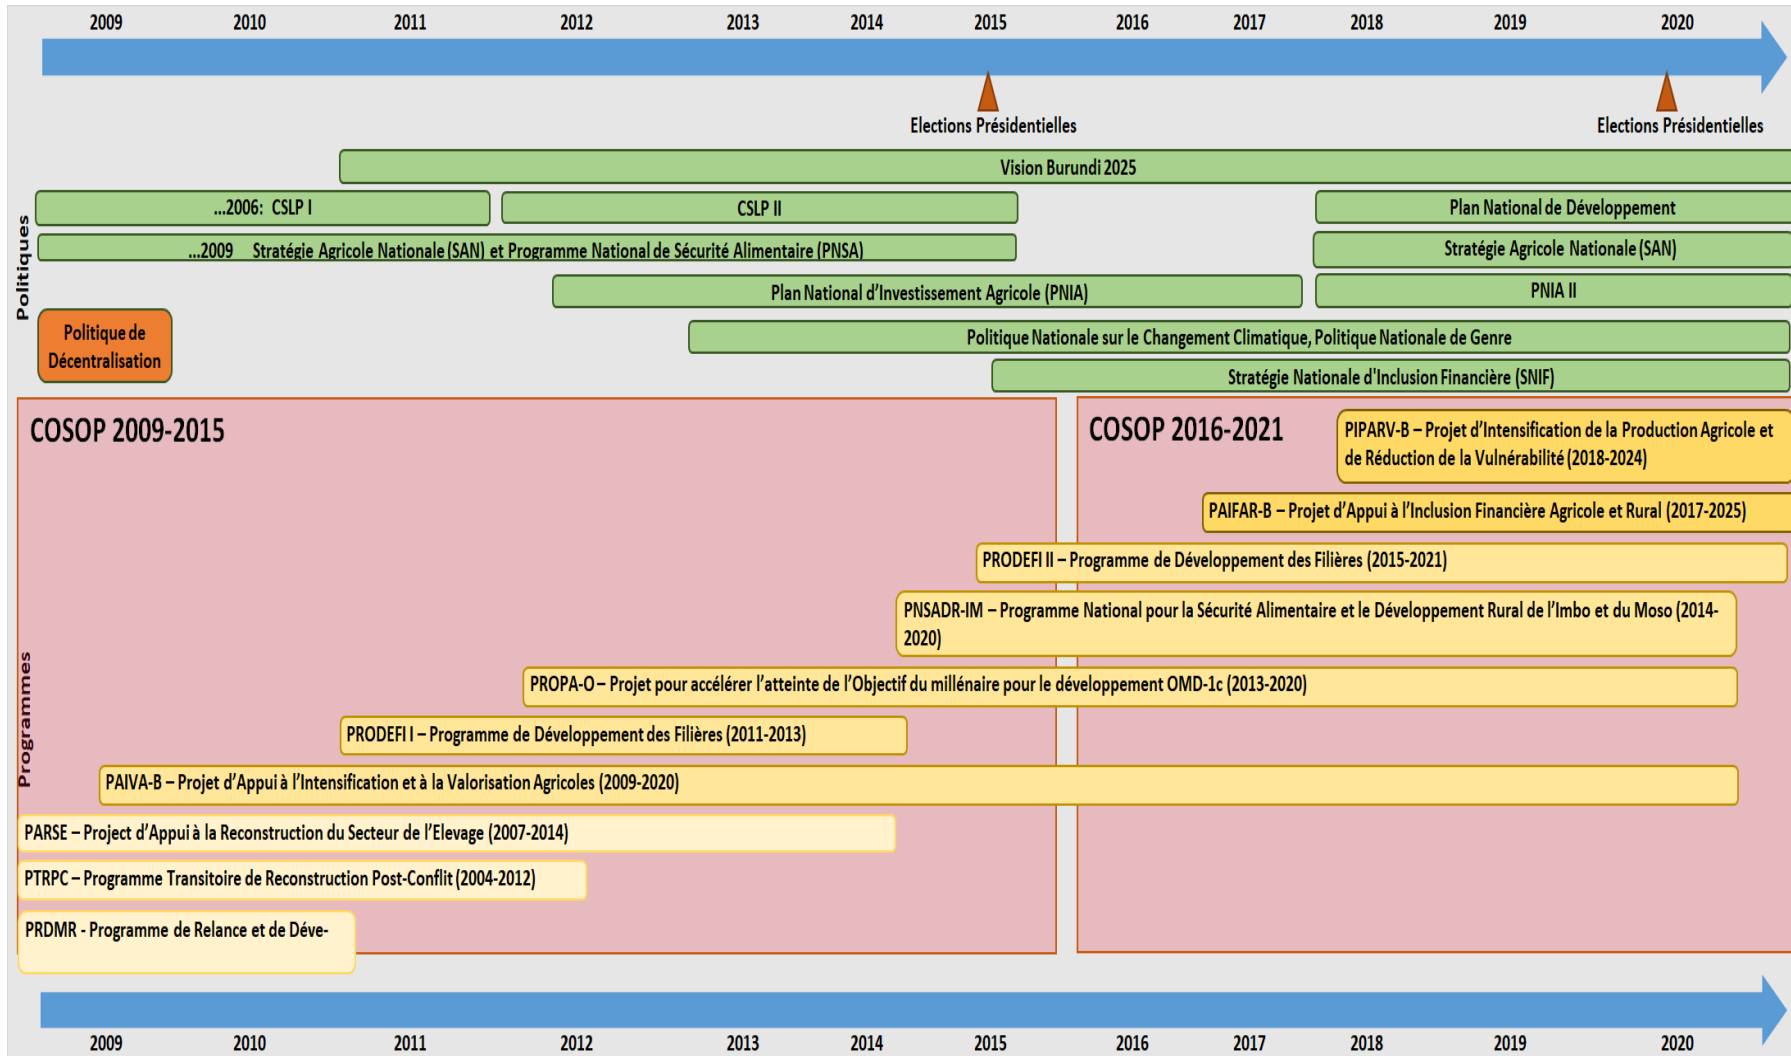 2009 2010 2011 2012 2013 2014 2015 2016 2017 2018 2019 2020
Elections Présidentielles
Elections Présidentielles
Politiques
Vision Burundi 2025
...2006: CSLP I
CSLP II
Plan National de Développement
...2009 Stratégie Agricole Nationale (SAN) et Programme National de Sécurité Alimentaire (PNSA)
Stratégie Agricole Nationale (SAN)
Plan National d'Investissement Agricole (PNIA)
PNIA II
Politique de
Décentralisation
Politique Nationale sur le Changement Climatique, Politique Nationale de Genre
Stratégie Nationale d'Inclusion Financière (SNIF)
Programmes
COSOP 2009-2015
COSOP 2016-2021
PIPARV-B – Projet d'Intensification de la Production Agricole et
de Réduction de la Vulnérabilité (2018-2024)
PAIFAR-B – Projet d'Appui à l'Inclusion Financière Agricole et Rural (2017-2025)
PRODEFI II – Programme de Développement des Filières (2015-2021)
PNSADR-IM – Programme National pour la Sécurité Alimentaire et le Développement Rural de l'Imbo et du Moso (2014-
2020)
PROPA-O – Projet pour accélérer l'atteinte de l'Objectif du millénaire pour le développement OMD-1c (2013-2020)
PRODEFI I – Programme de Développement des Filières (2011-2013)
PAIVA-B – Projet d'Appui à l'Intensification et à la Valorisation Agricoles (2009-2020)
PARSE – Project d'Appui à la Reconstruction du Secteur de l'Elevage (2007-2014)
PTRPC – Programme Transitoire de Reconstruction Post-Conflit (2004-2012)
PRDMR - Programme de Relance et de Déve-
2009 2010 2011 2012 2013 2014 2015 2016 2017 2018 2019 2020